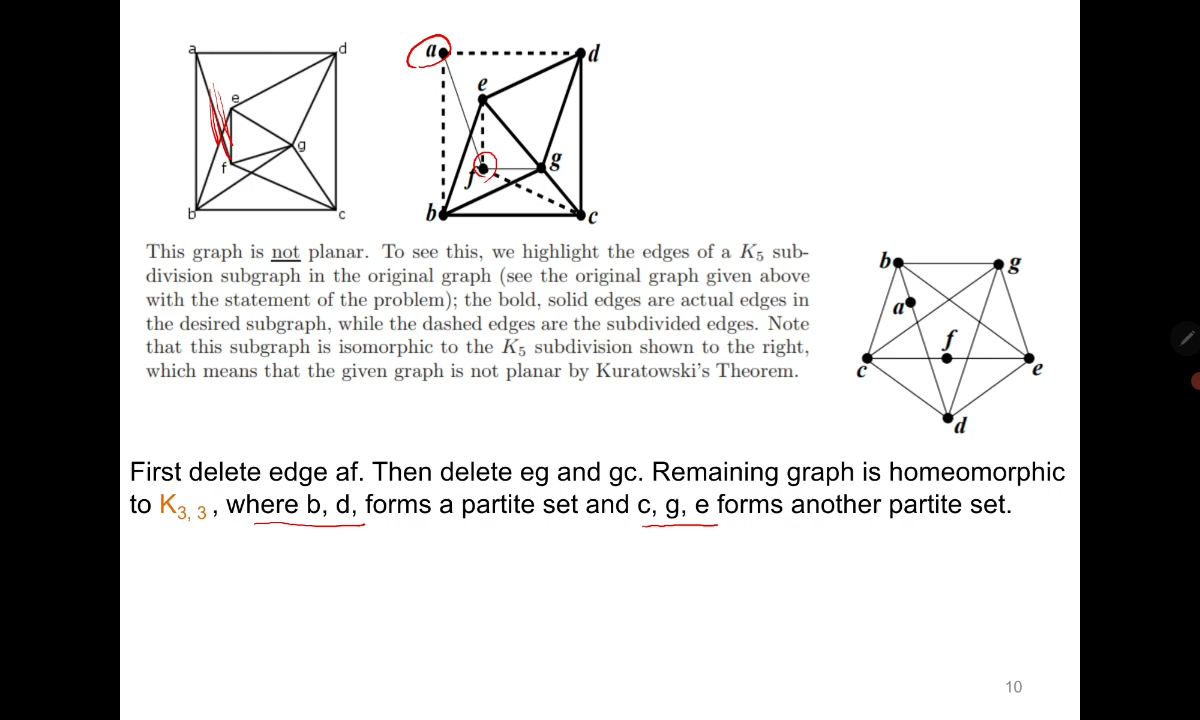 a
d
e
g
f
b
c
a
d
e
g
f
b
c
This graph is not planar. To see this, we highlight the edges of a K5 sub-
division subgraph in the original graph (see the original graph given above
with the statement of the problem); the bold, solid edges are actual edges in
the desired subgraph, while the dashed edges are the subdivided edges. Note
that this subgraph is isomorphic to the K5 subdivision shown to the right,
which means that the given graph is not planar by Kuratowski's Theorem.
b
g
a
f
c
e
d
First delete edge af. Then delete eg and gc. Remaining graph is homeomorphic
to K3, 3 , where b, d, forms a partite set and c, g, e forms another partite set.
10